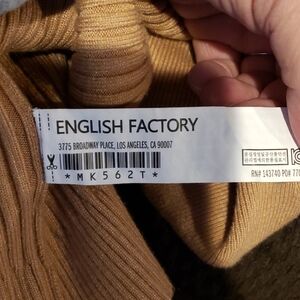 ENGLISH FACTORY
3775 BROADWAY PLACE, LOS ANGELES, CA 90007
*MK562T*
RN# 143740 PO# 770